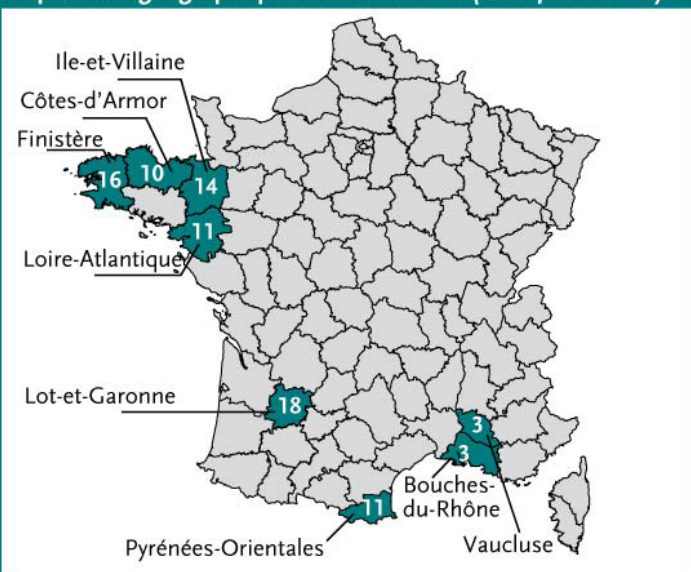 Ile-et-Villaine
Côtes-d'Armor
Finistère
16
10
14
11
Loire-Atlantique
Lot-et-Garonne
18
3
3
Bouches-
du-Rhône
11
Pyrénées-Orientales
Vaucluse